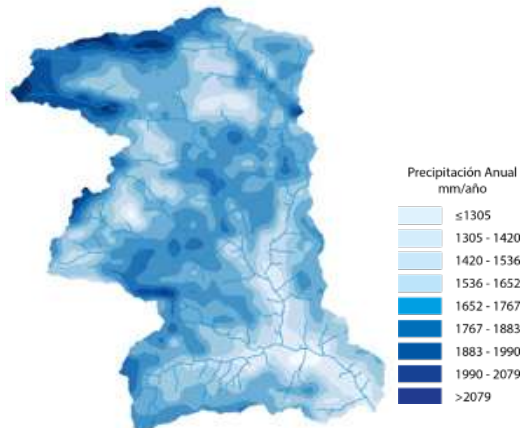 Precipitación Anual
mm/año
≤1305
1305 - 1420
1420 - 1536
1536 - 1652
1652 - 1767
1767 - 1883
1883 - 1990
1990 - 2079
>2079